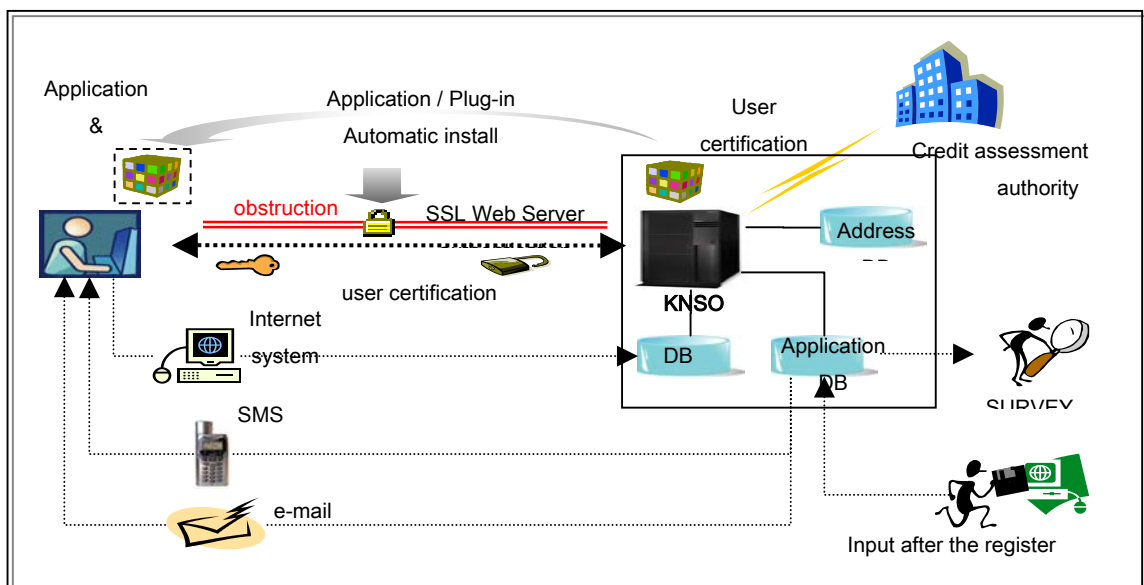 Application
&
Application / Plug-in
Automatic install
User
certification
Credit assessment
authority
obstruction
SSL Web Server
Address
user certification
KNSO
Internet
system
DB
Application
DB
SMS
SURVEY
e-mail
Input after the register